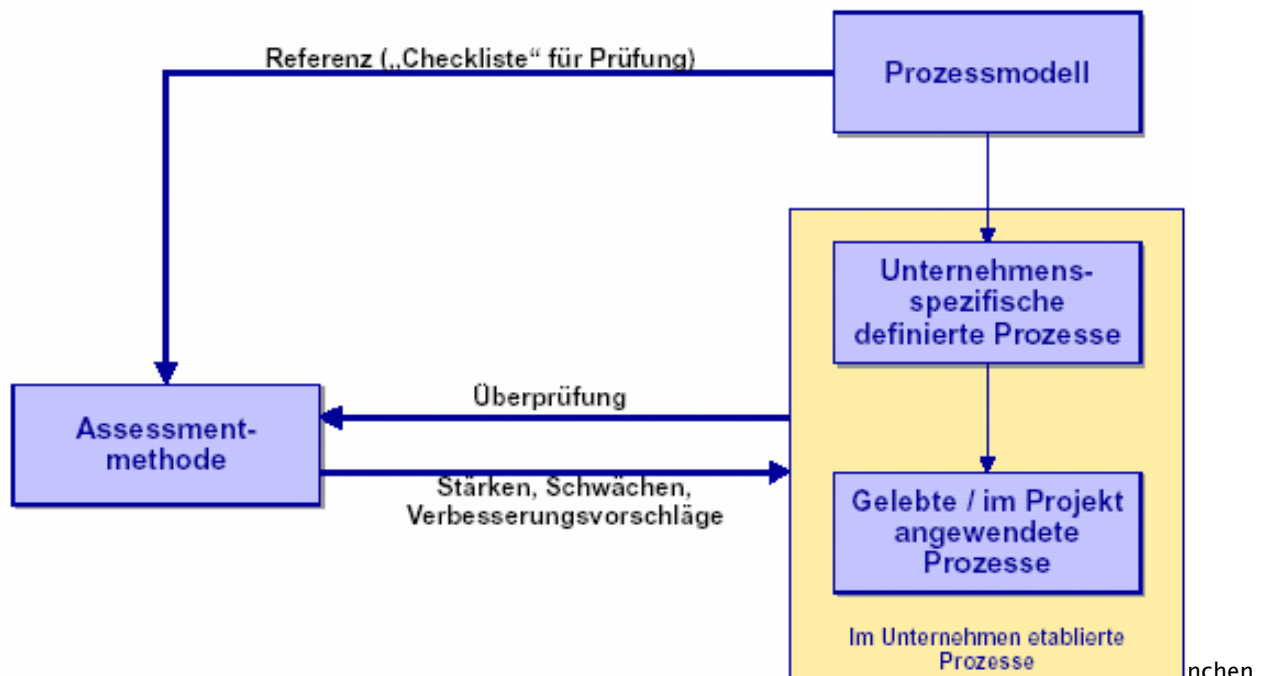 Referenz („Checkliste“ für Prüfung)
Prozessmodell
Unternehmens-
spezifische
definierte Prozesse
Überprüfung
Assessment-
methode
Stärken, Schwächen,
Verbesserungsvorschläge
Gelebte / im Projekt
angewendete
Prozesse
Im Unternehmen etablierte
Prozesse
nchen